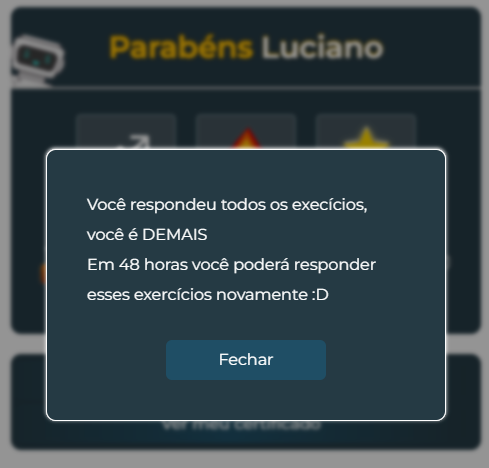 Parabéns Luciano
Você respondeu todos os execícios,
você é DEMAIS
Em 48 horas você poderá responder
esses exercícios novamente :D
Fechar
Ver meu certificado